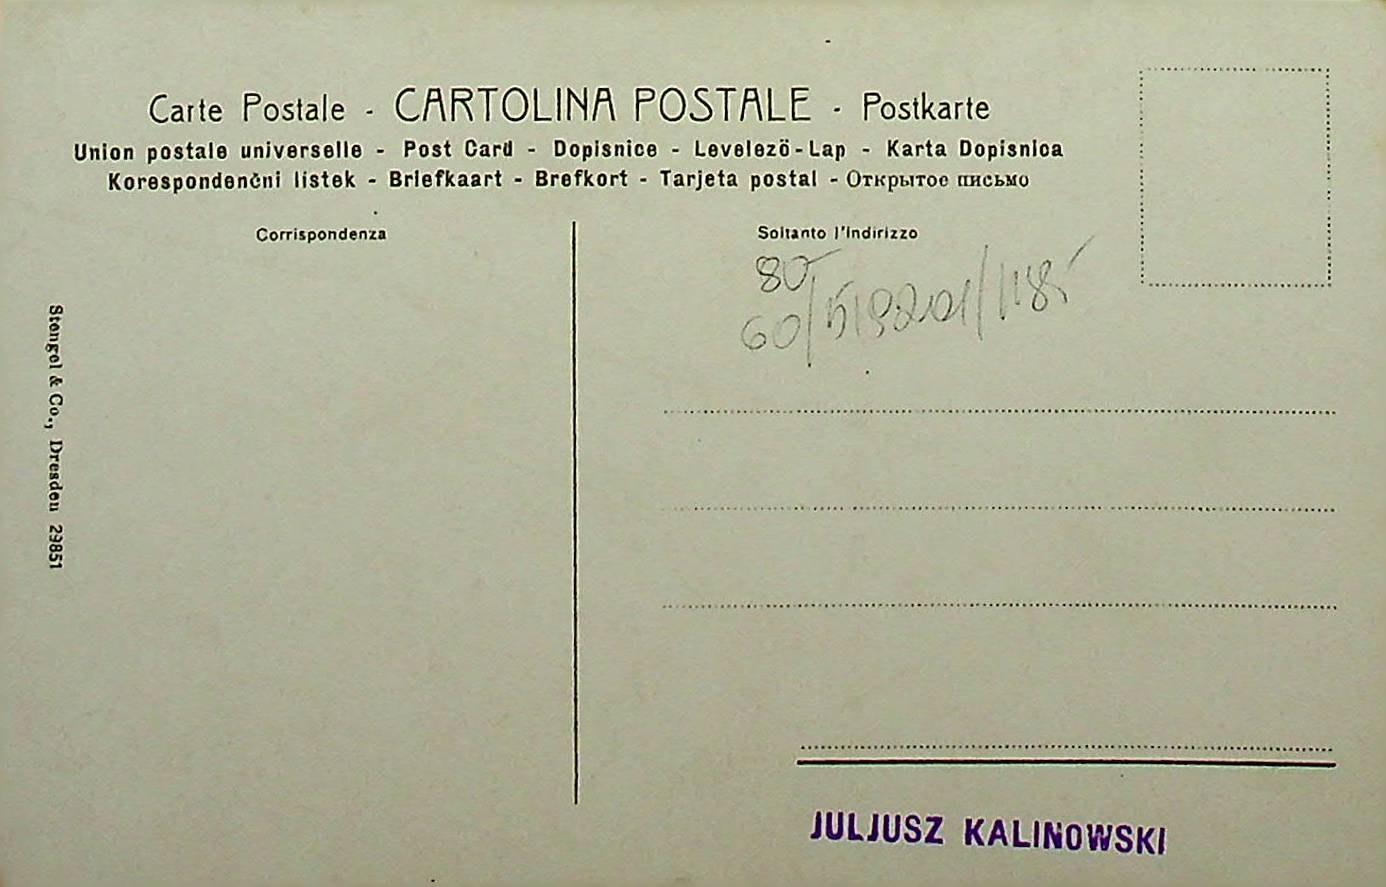 Carte Postale - CARTOLINA POSTALE - Postkarte
Union postale universelle - Post Card - Dopisnice - Levelezö-Lap - Karta Dopisnica
Korespondenčni listek - Briefkaart - Brefkort - Tarjeta postal - Открытое письмо
Corrispondenza
Soltanto l'indirizzo
80
60/
Stengel & Co., Dresden 29851
JULJUSZ KALINOWSKI